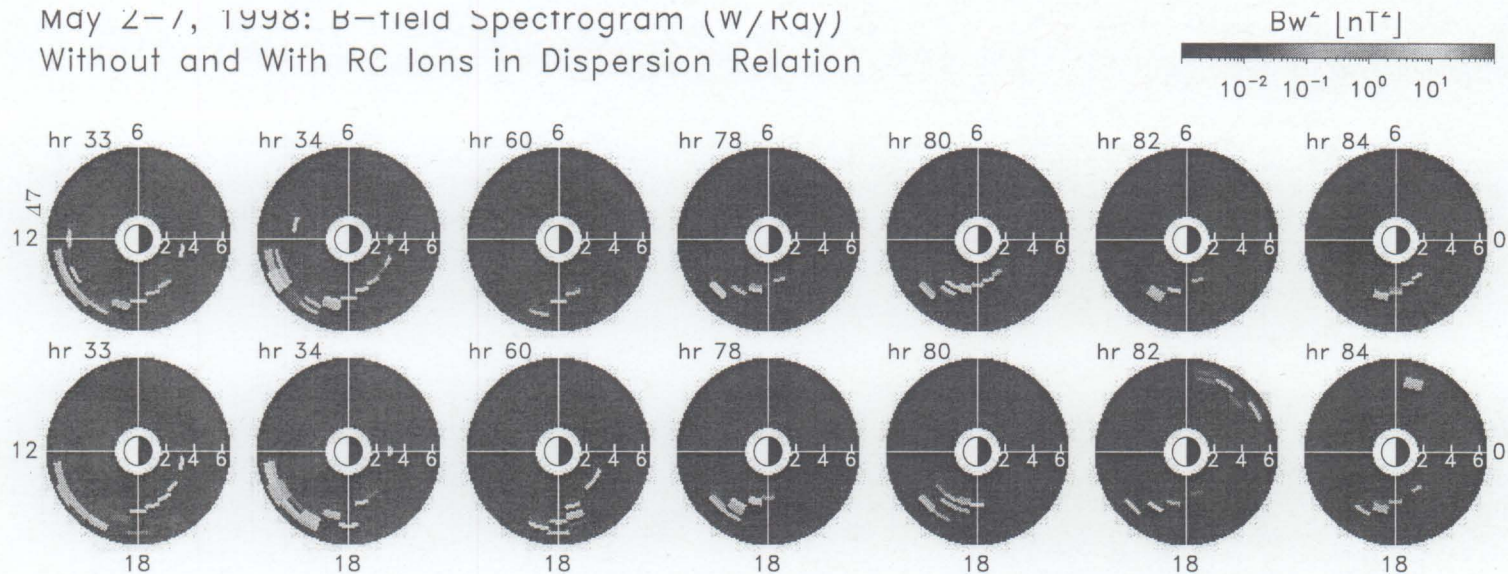 May 2-7, 1998: B-field Spectrogram (W/Ray)
Without and With RC Ions in Dispersion Relation
Bw² [nT²]
10⁻² 10⁻¹ 10⁰ 10¹
hr 33 6 hr 34 6 hr 60 6 hr 78 6 hr 80 6 hr 82 6 hr 84 6
47
12 2 4 6 2 4 6 2 4 6 2 4 6 2 4 6 2 4 6 2 4 6 0
hr 33 hr 34 hr 60 hr 78 hr 80 hr 82 hr 84
12 2 4 6 2 4 6 2 4 6 2 4 6 2 4 6 2 4 6 2 4 6 0
18 18 18 18 18 18 18